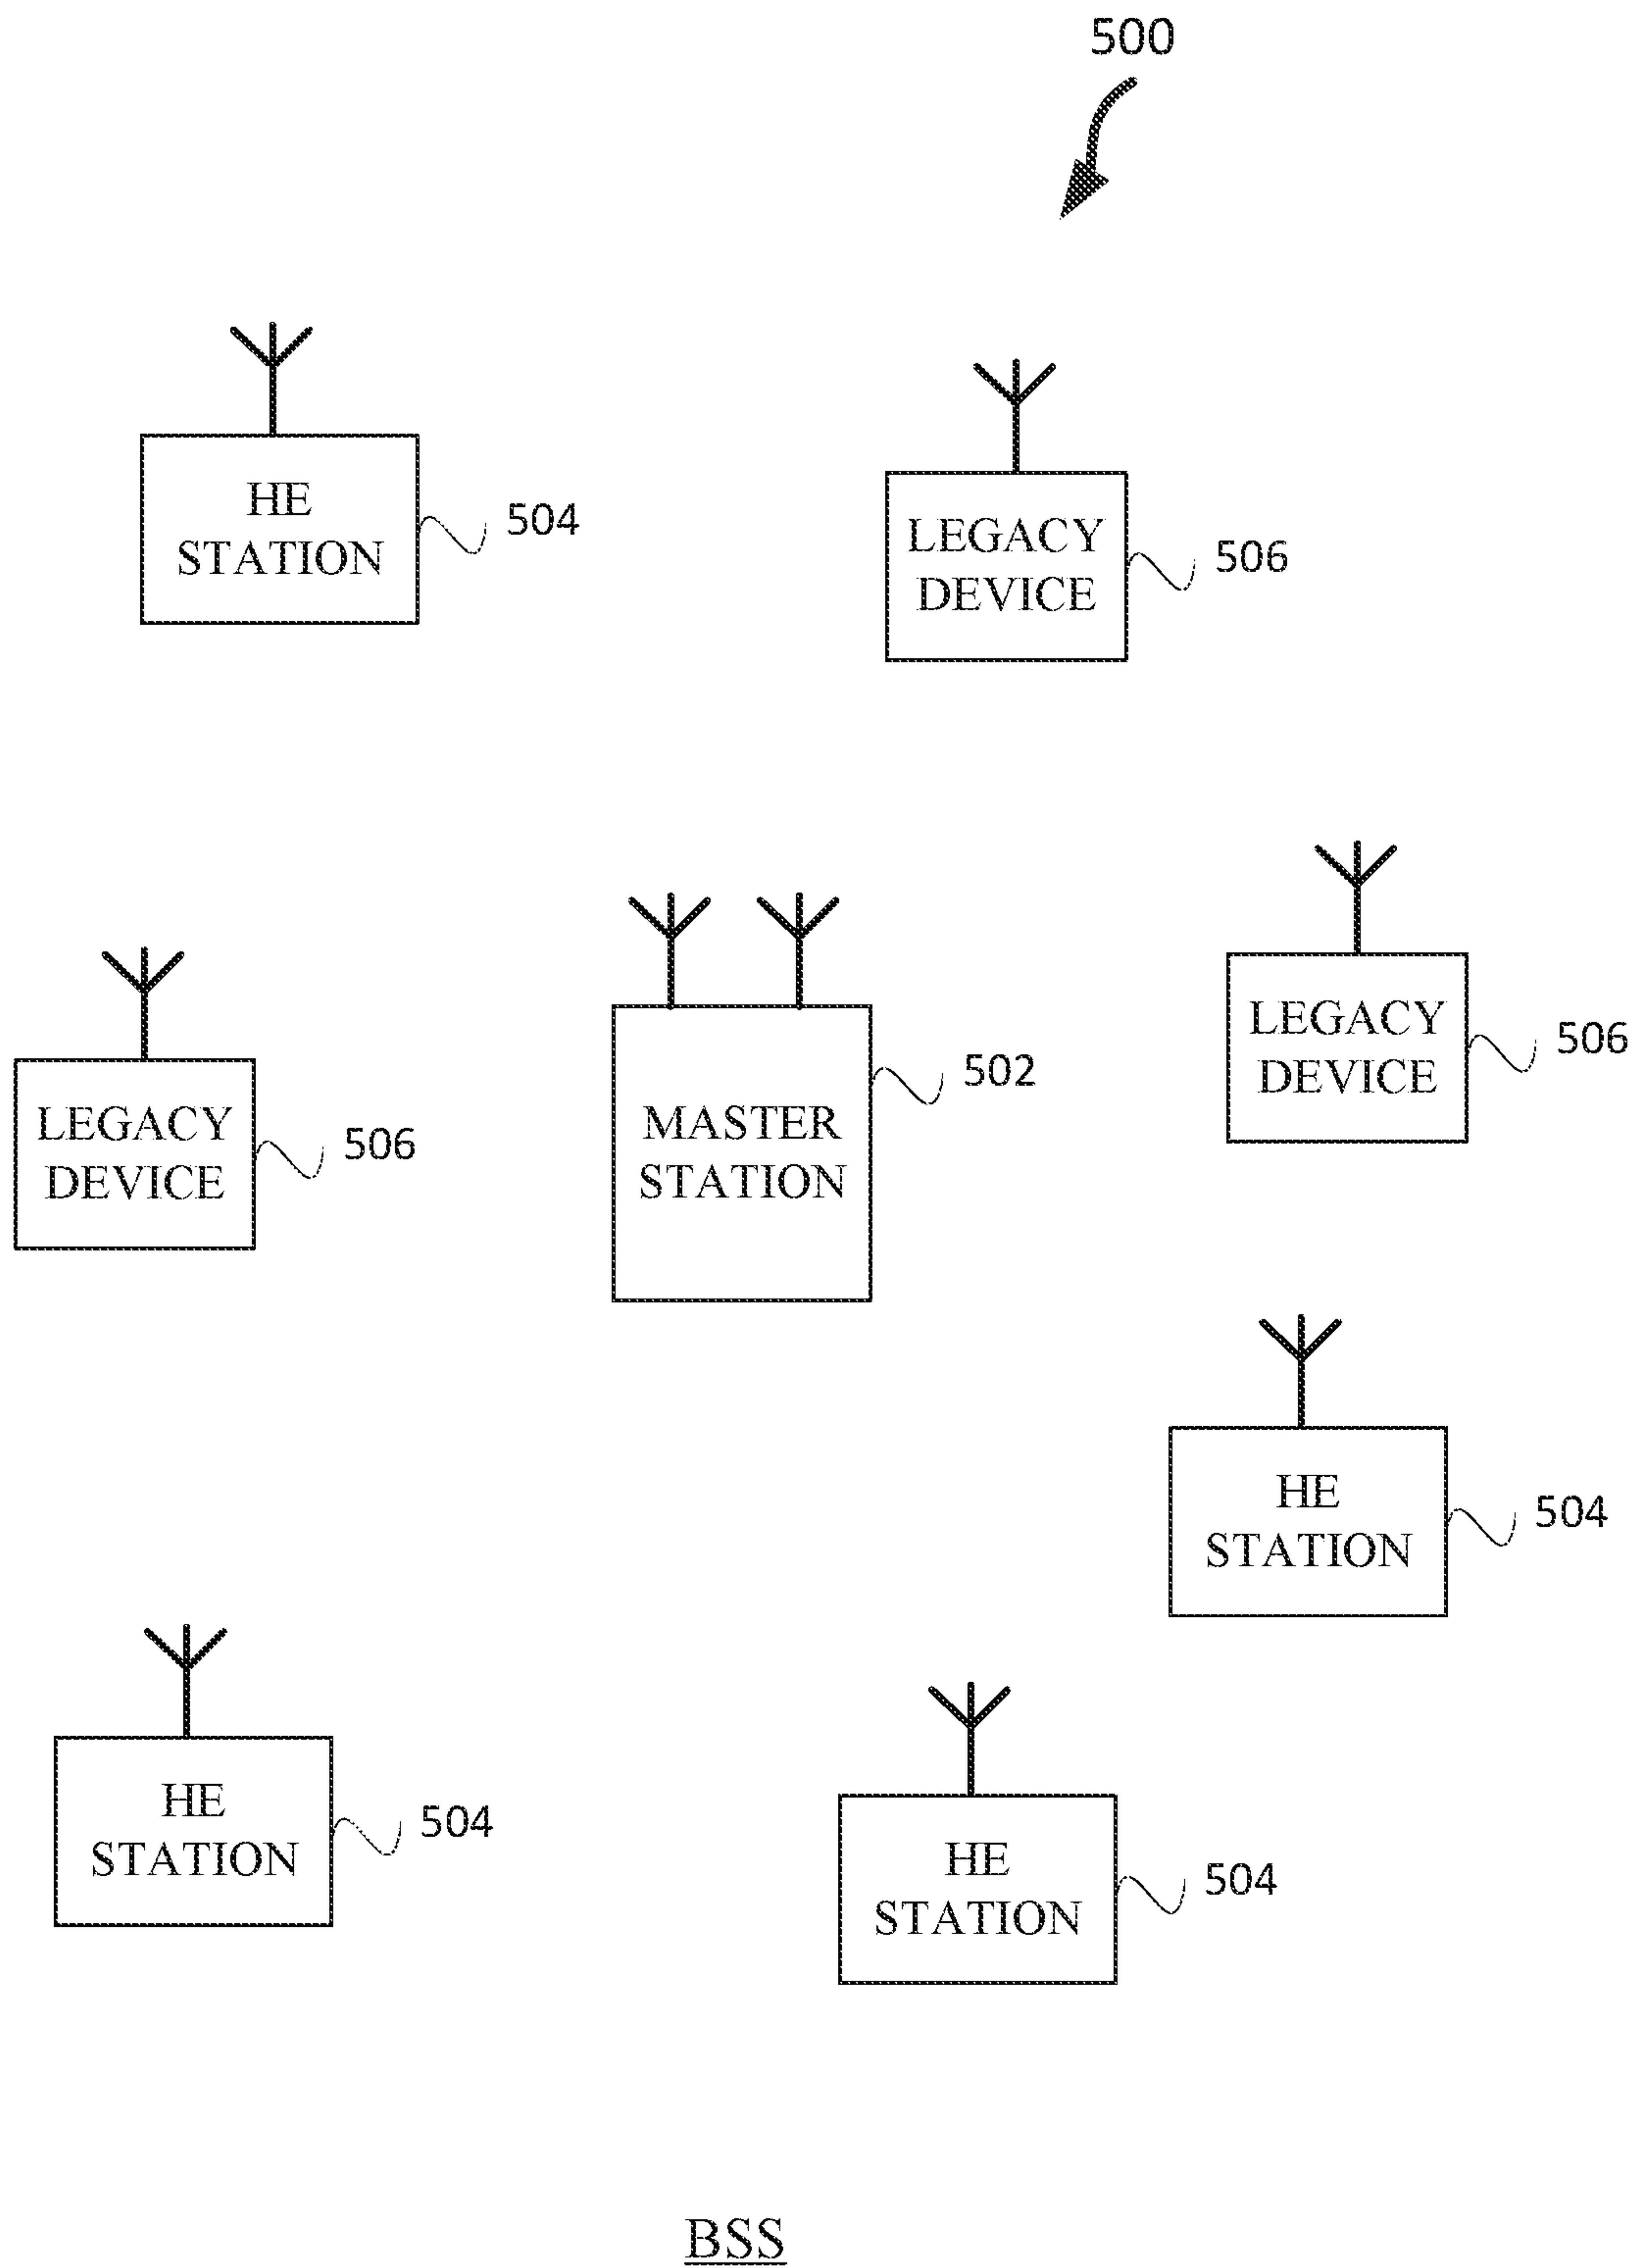 500
HE
STATION
504
LEGACY
DEVICE
506
LEGACY
DEVICE
506
MASTER
STATION
502
LEGACY
DEVICE
506
HE
STATION
504
HE
STATION
504
HE
STATION
504
BSS